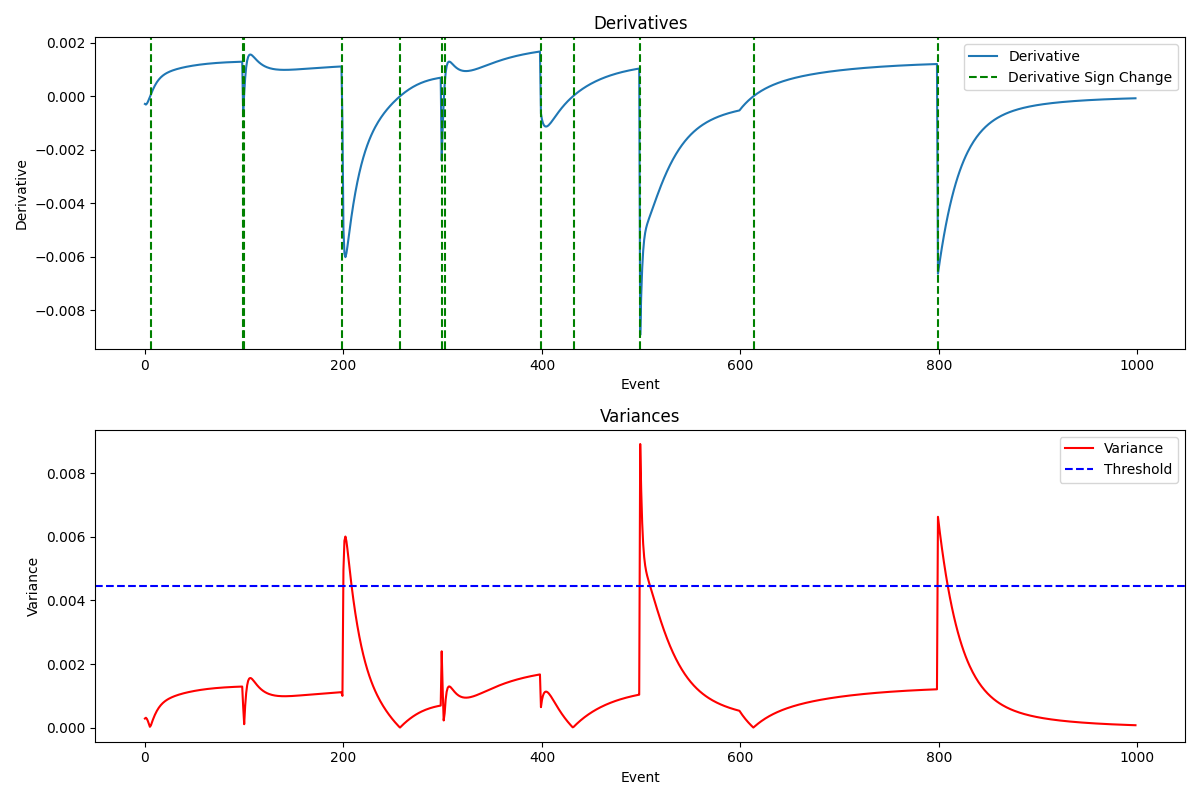 Derivatives
0.002
0.000
−0.002
−0.004
−0.006
−0.008
Derivative
Derivative
Derivative Sign Change
0
200
400
600
800
1000
Event
Variances
0.008
0.006
0.004
0.002
0.000
Variance
Variance
Threshold
0
200
400
600
800
1000
Event